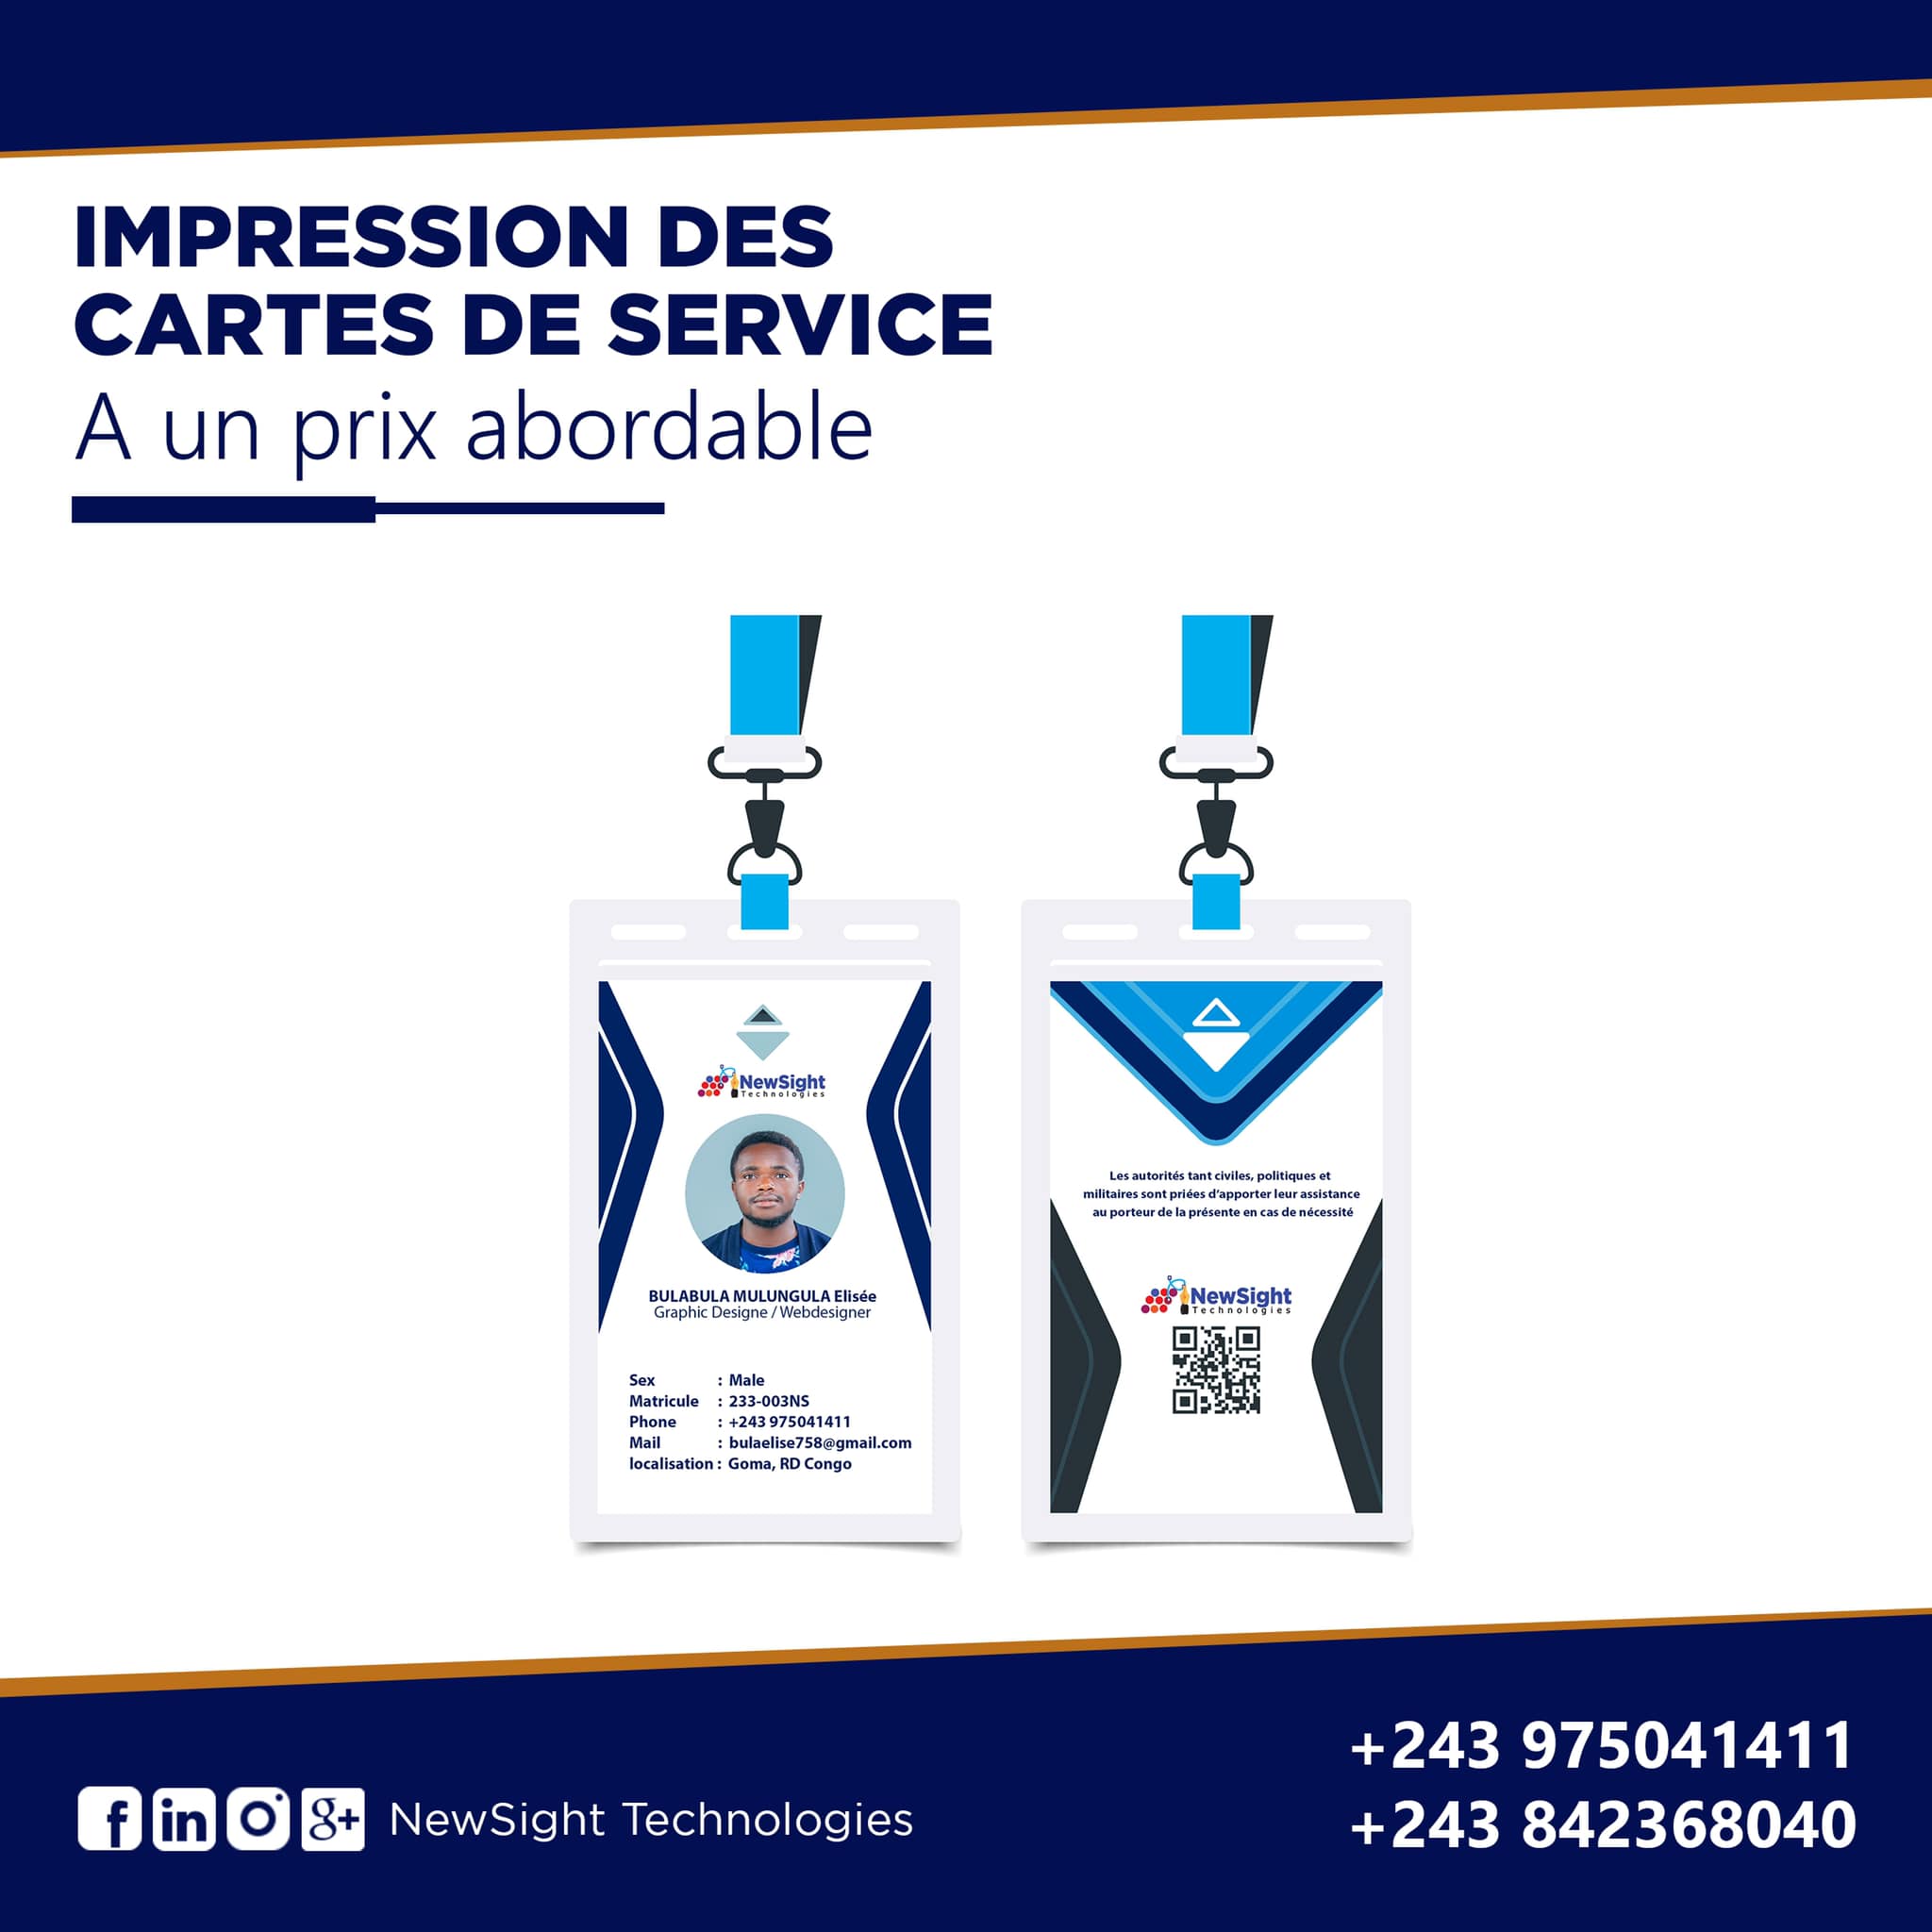 IMPRESSION DES
CARTES DE SERVICE
A un prix abordable
NewSight
Technologies
BULABULA MULUNGULA Elisée
Graphic Designe / Webdesigner
Sex : Male
Matricule : 233-003NS
Phone : +243 975041411
Mail : bulaelise758@gmail.com
localisation : Goma, RD Congo
Les autorités tant civiles, politiques et
militaires sont priées d'apporter leur assistance
au porteur de la présente en cas de nécessité
NewSight
Technologies
+243 975041411
+243 842368040
f in g+ NewSight Technologies